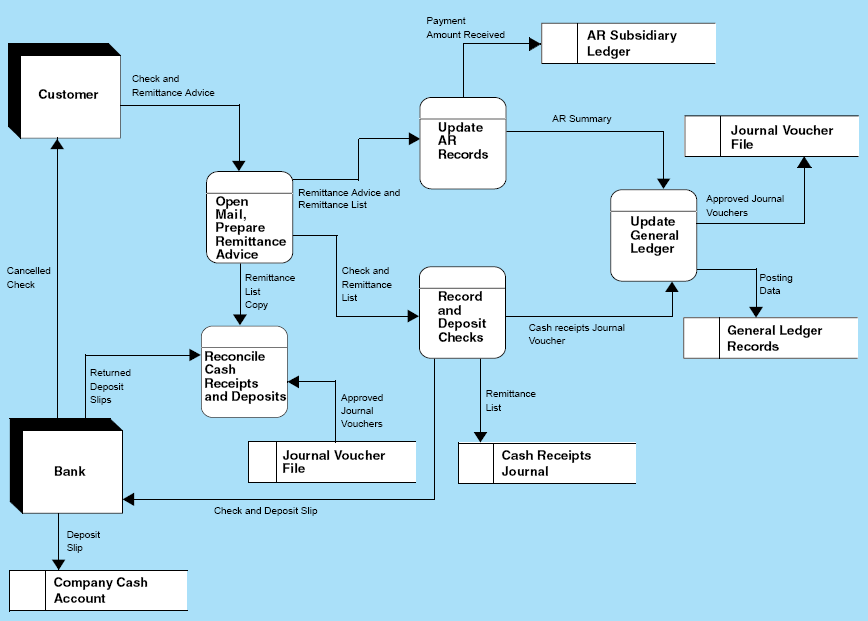 Payment
Amount Received
AR Subsidiary
Ledger
Customer
Check and
Remittance Advice
Update
AR
Records
AR Summary
Journal Voucher
File
Open
Mail,
Prepare
Remittance
Advice
Remittance Advice and
Remittance List
Update
General
Ledger
Approved Journal
Vouchers
Cancelled
Check
Remittance
List
Copy
Check and
Remittance
List
Record
and
Deposit
Checks
Posting
Data
Cash receipts Journal
Voucher
General Ledger
Records
Reconcile
Cash
Receipts
and Deposits
Returned
Deposit
Slips
Approved
Journal
Vouchers
Remittance
List
Bank
Journal Voucher
File
Cash Receipts
Journal
Check and Deposit Slip
Deposit
Slip
Company Cash
Account